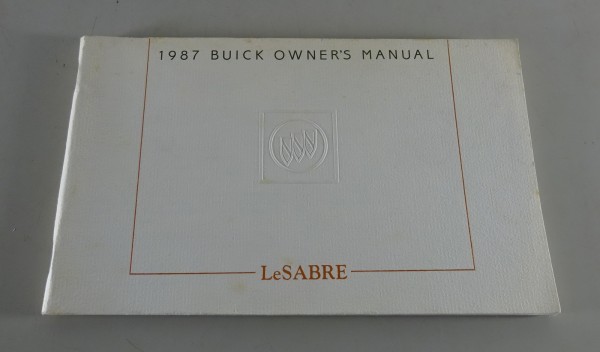 1987 BUICK OWNER'S MANUAL
LeSABRE